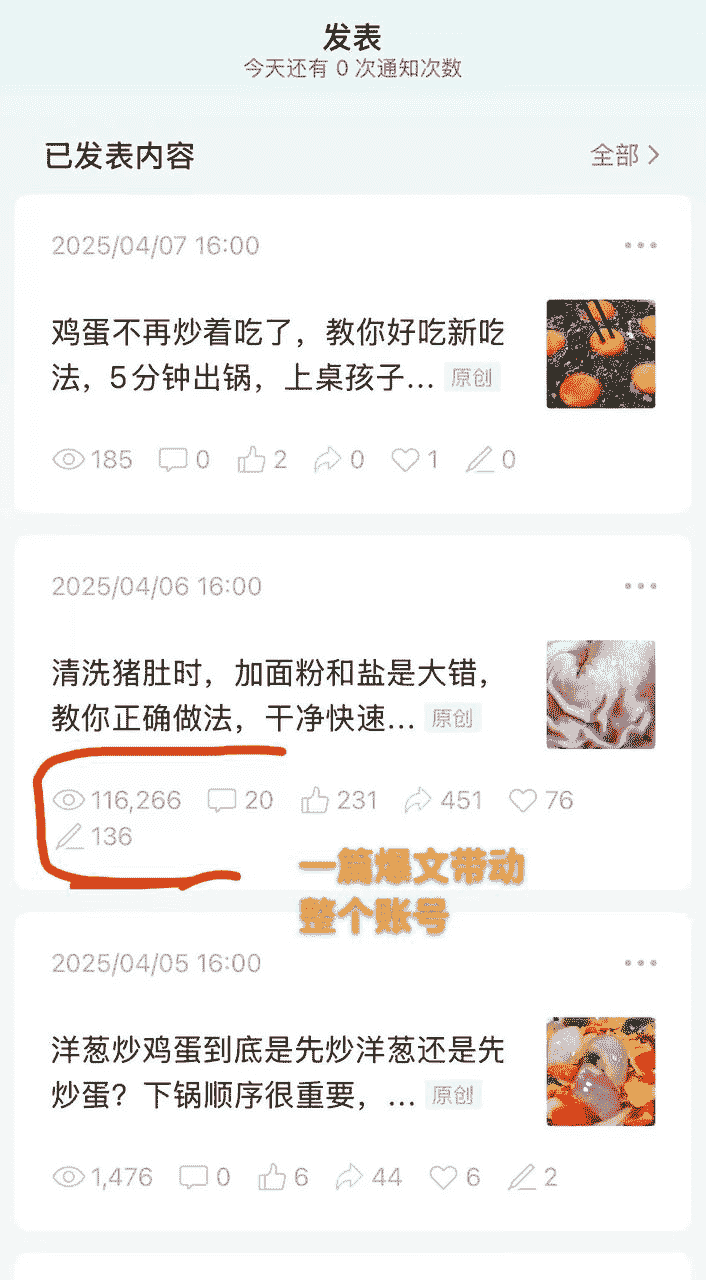 发表
今天还有 0 次通知次数
已发表内容
全部
2025/04/07 16:00
鸡蛋不再炒着吃了，教你好吃新吃
法，5分钟出锅，上桌孩子... 原创
185 0 2 0 1 0
2025/04/06 16:00
清洗猪肚时，加面粉和盐是大错，
教你正确做法，干净快速... 原创
116,266 20 231 451 76
136
一篇爆文带动
整个账号
2025/04/05 16:00
洋葱炒鸡蛋到底是先炒洋葱还是先
炒蛋？下锅顺序很重要，... 原创
1,476 0 6 44 6 2